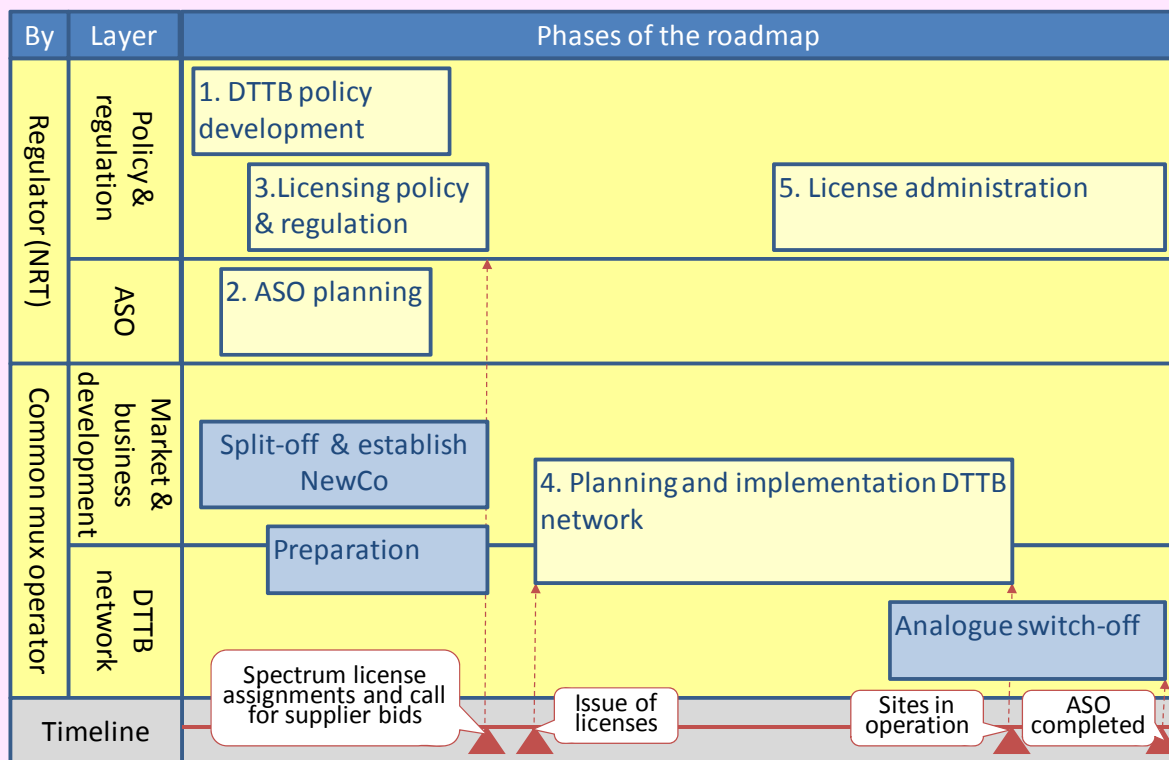 By
Layer
Phases of the roadmap
Regulator (NRT)
Policy &
regulation
1. DTTB policy
development
3.Licensing policy
& regulation
5. License administration
ASO
2. ASO planning
Common mux operator
Market &
business
development
Split-off & establish
NewCo
4. Planning and implementation DTTB
network
Preparation
DTTB
network
Analogue switch-off
Timeline
Spectrum license
assignments and call
for supplier bids
Issue of
licenses
Sites in
operation
ASO
completed